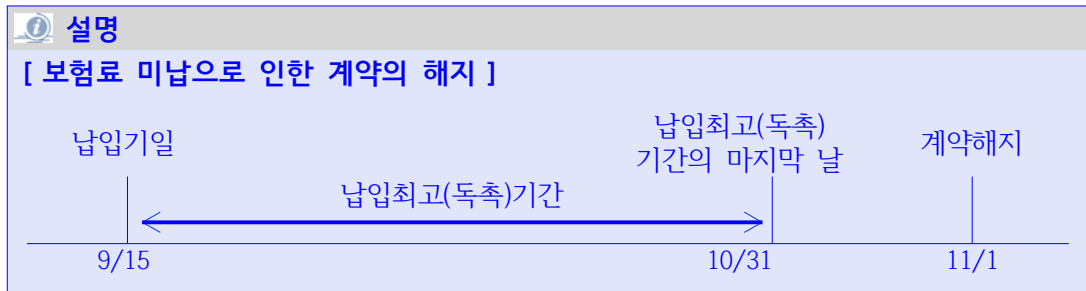 설명
[ 보험료 미납으로 인한 계약의 해지 ]
납입기일
납입최고(독촉)
기간의 마지막 날
계약해지
납입최고(독촉)기간
9/15
10/31
11/1